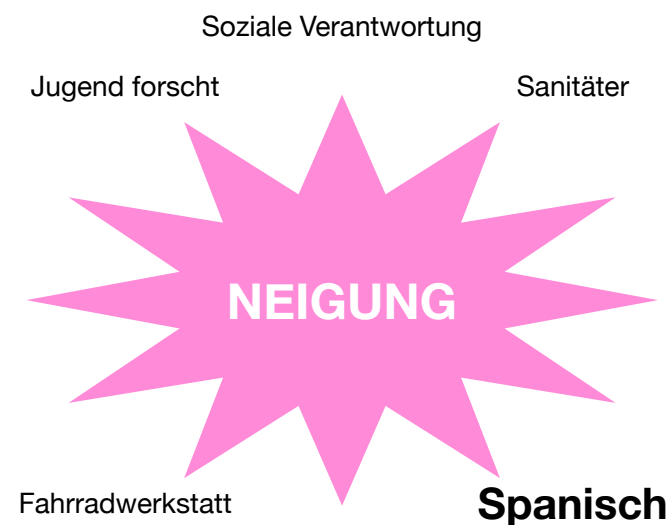 Soziale Verantwortung
Jugend forscht
Sanitäter
NEIGUNG
Fahrradwerkstatt
Spanisch